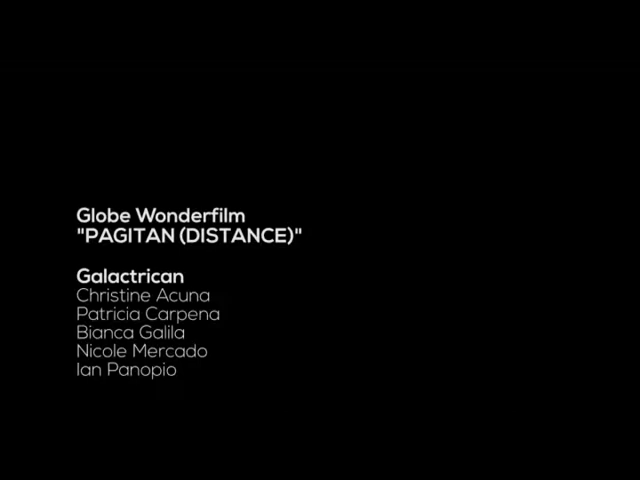 Globe Wonderfilm
"PAGITAN (DISTANCE)"
Galactrican
Christine Acuna
Patricia Carpena
Bianca Galila
Nicole Mercado
Ian Panopio